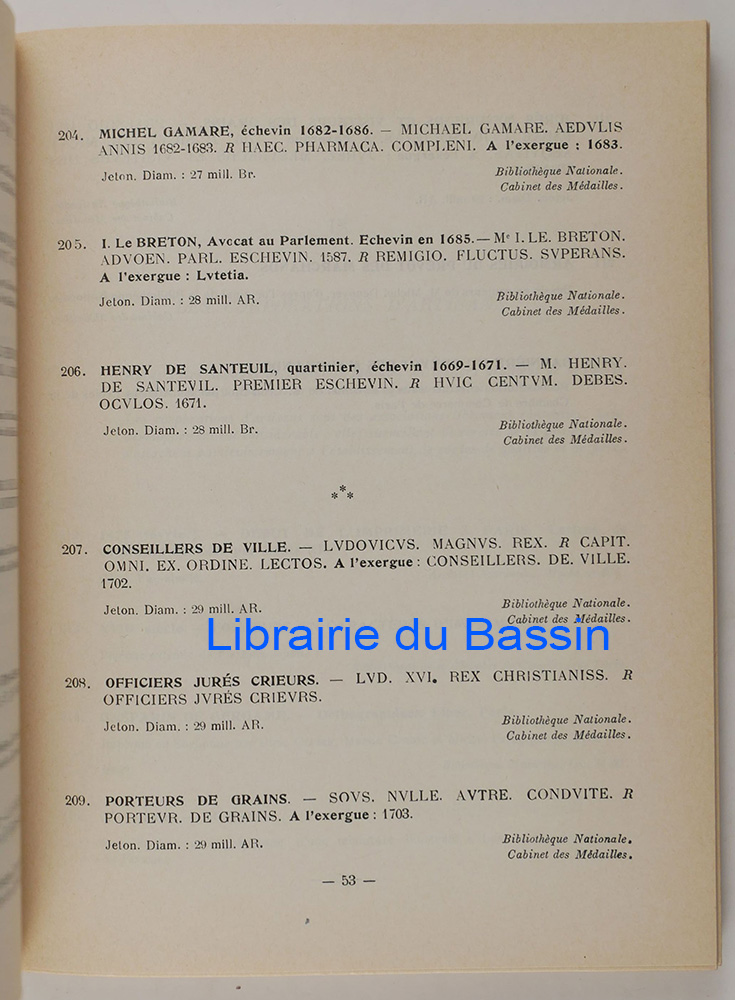 204. MICHEL GAMARE, échevin 1682-1686. — MICHAEL GAMARE. AEDVLIS
ANNIS 1682-1683. R HAEC. PHARMACA. COMPLENI. A l'exergue : 1683.
Jeton. Diam. : 27 mill. Br.
Bibliothèque Nationale.
Cabinet des Médailles.
205. I. Le BRETON, Avocat au Parlement. Echevin en 1685. — Me I. LE. BRETON.
ADVOEN. PARL. ESCHEVIN. 1587. R REMIGIO. FLUCTUS. SVPERANS.
A l'exergue : Lvtetia.
Jeton. Diam. : 28 mill. AR.
Bibliothèque Nationale.
Cabinet des Médailles.
206. HENRY DE SANTEUIL, quartinier, échevin 1669-1671. — M. HENRY.
DE SANTEVIL. PREMIER ESCHEVIN. R HVIC CENTVM. DEBES.
OCVLOS. 1671.
Jeton. Diam. : 28 mill. Br.
Bibliothèque Nationale.
Cabinet des Médailles.
***
207. CONSEILLERS DE VILLE. — LVDOVICVS. MAGNVS. REX. R CAPIT.
OMNI. EX. ORDINE. LECTOS. A l'exergue : CONSEILLERS. DE. VILLE.
1702.
Jeton. Diam. : 29 mill. AR.
Bibliothèque Nationale.
Cabinet des Médailles.
Librairie du Bassin
208. OFFICIERS JURÉS CRIEURS. — LVD. XVI. REX CHRISTIANISS. R
OFFICIERS JVRÉS CRIEVRS.
Jeton. Diam. : 29 mill. AR.
Bibliothèque Nationale.
Cabinet des Médailles.
209. PORTEURS DE GRAINS. — SOVS. NVLLE. AVTRE. CONDVITE. R
PORTEVR. DE GRAINS. A l'exergue : 1703.
Jeton. Diam. : 29 mill. AR.
Bibliothèque Nationale.
Cabinet des Médailles.
— 53 —